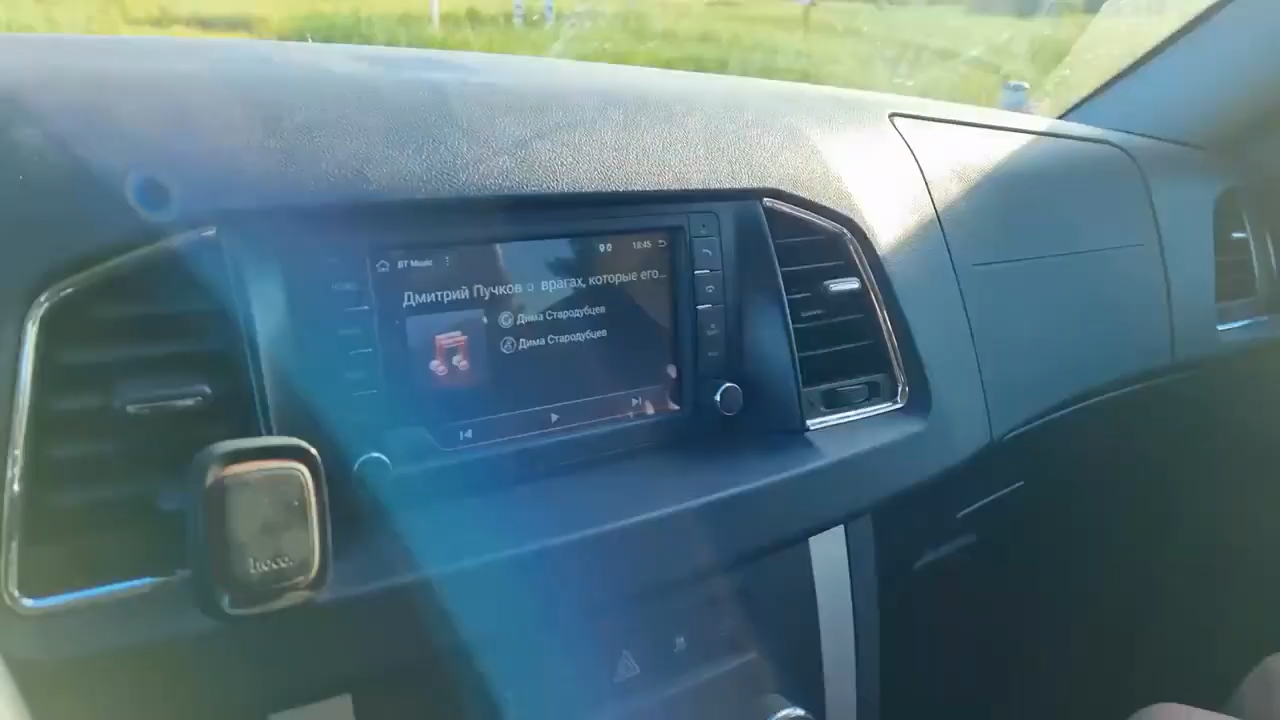 BT Music
18:45
Дмитрий Пучков о врагах, которые его...
Дима Стародубцев
Дима Стародубцев
hoco.